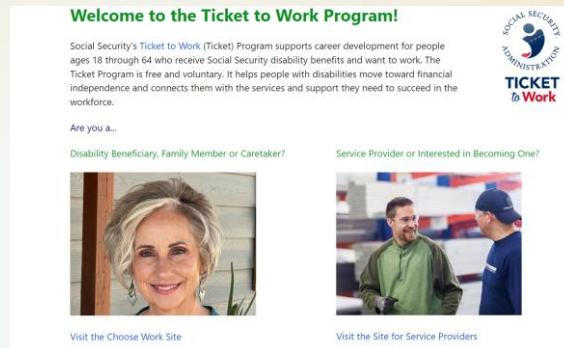 Welcome to the Ticket to Work Program!
Social Security's Ticket to Work (Ticket) Program supports career development for people
ages 18 through 64 who receive Social Security disability benefits and want to work. The
Ticket Program is free and voluntary. It helps people with disabilities move toward financial
independence and connects them with the services and support they need to succeed in the
workforce.
SOCIAL SECURITY
ADMINISTRATION
TICKET
to Work
Are you a...
Disability Beneficiary, Family Member or Caretaker?
Service Provider or Interested in Becoming One?
Visit the Choose Work Site
Visit the Site for Service Providers